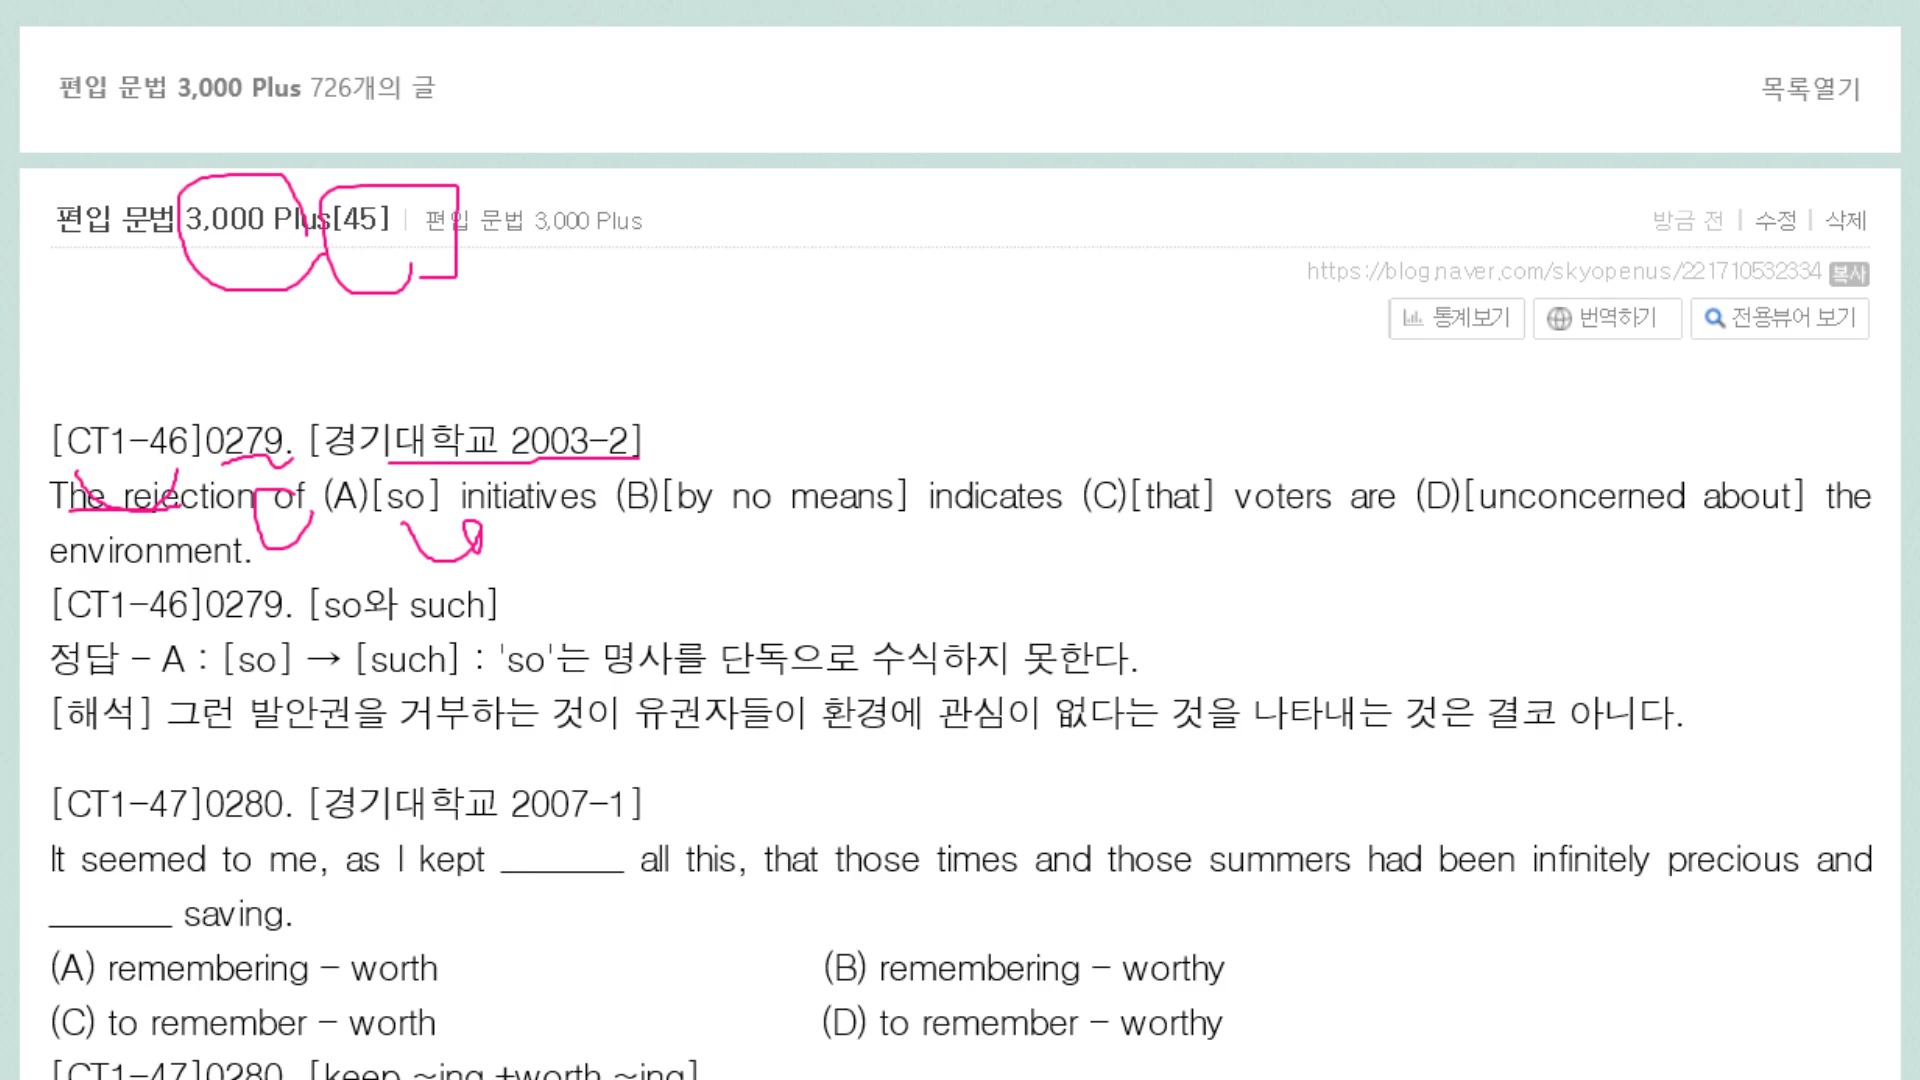 편입 문법 3,000 Plus 726개의 글
목록열기
편입 문법 3,000 Plus[45] | 편입 문법 3,000 Plus
방금 전 | 수정 | 삭제
https://blog.naver.com/skyopenus/221710532334 복사
통계보기 번역하기 전용뷰어 보기
[CT1-46]0279. [경기대학교 2003-2]
The rejection of (A)[so] initiatives (B)[by no means] indicates (C)[that] voters are (D)[unconcerned about] the
environment.
[CT1-46]0279. [so와 such]
정답 - A : [so] → [such] : 'so'는 명사를 단독으로 수식하지 못한다.
[해석] 그런 발안권을 거부하는 것이 유권자들이 환경에 관심이 없다는 것을 나타내는 것은 결코 아니다.
[CT1-47]0280. [경기대학교 2007-1]
It seemed to me, as I kept _______ all this, that those times and those summers had been infinitely precious and
_______ saving.
(A) remembering - worth (B) remembering - worthy
(C) to remember - worth (D) to remember - worthy
[CT1-47]0280. [keep ~ing +worth ~ing]